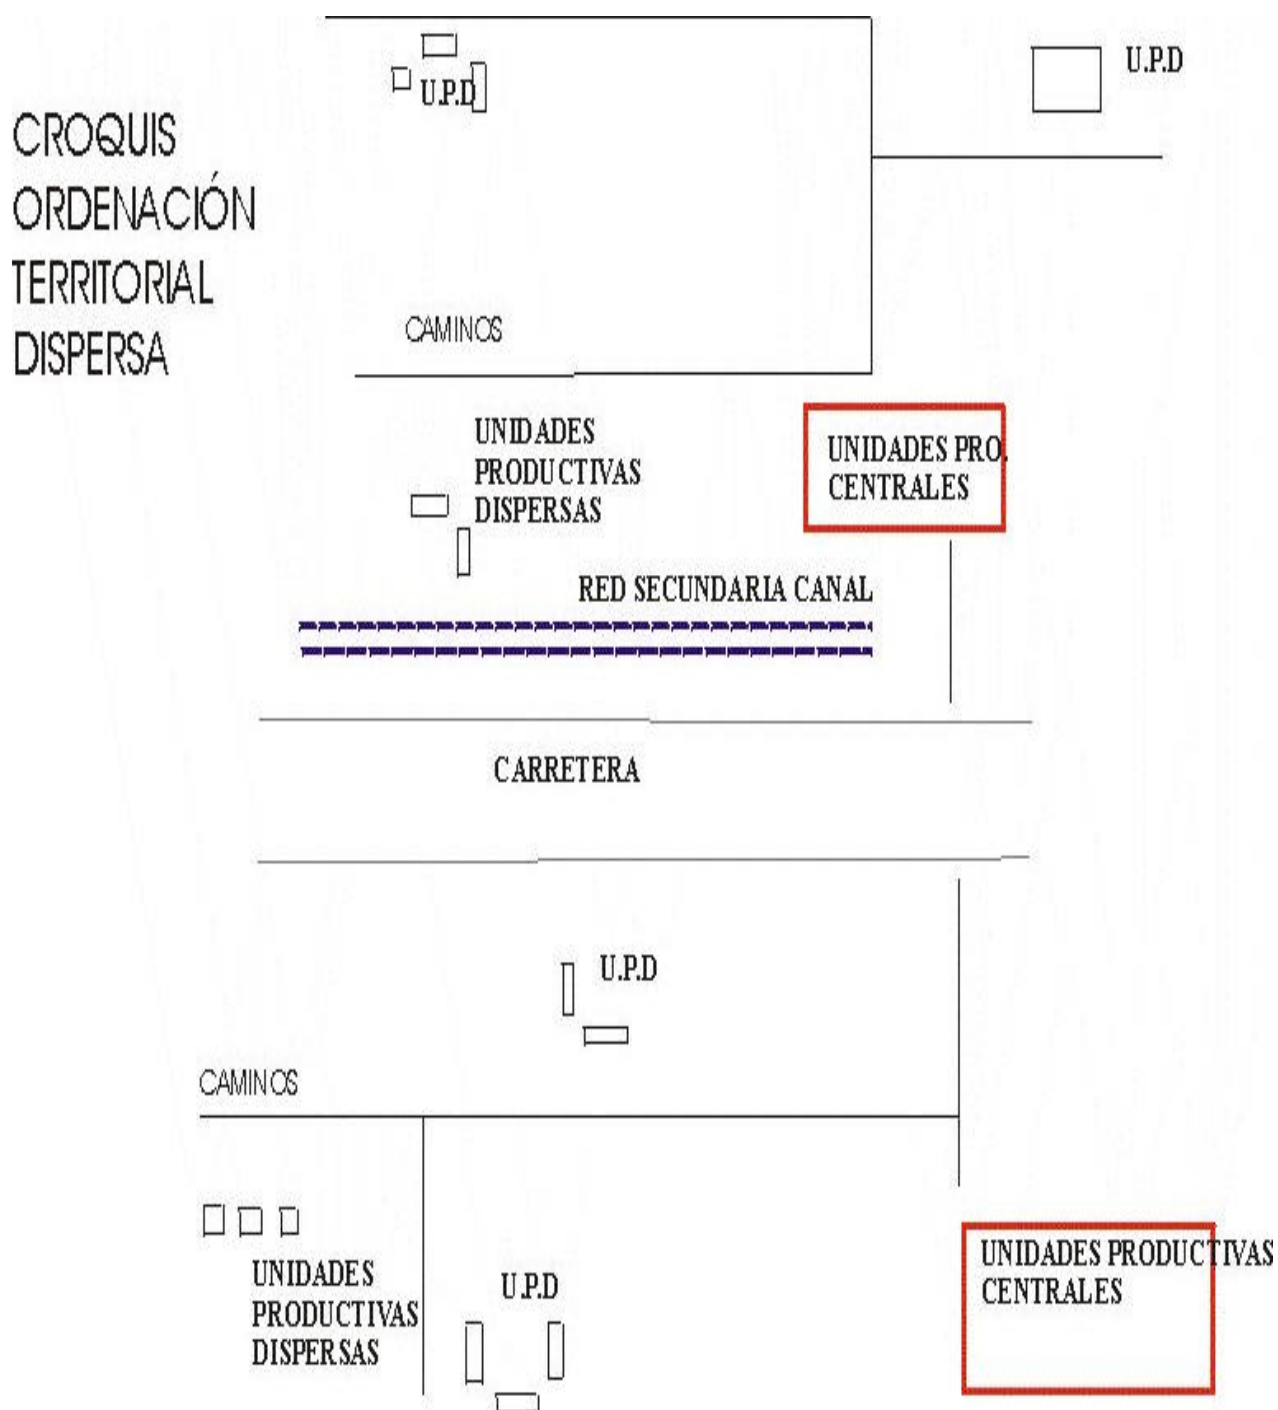 CROQUIS
ORDENACIÓN
TERRITORIAL
DISPERSA
U.P.D
U.P.D
CAMINOS
UNIDADES
PRODUCTIVAS
DISPERSAS
UNIDADES PRO.
CENTRALES
RED SECUNDARIA CANAL
CARRETERA
U.P.D
CAMINOS
UNIDADES
PRODUCTIVAS
DISPERSAS
U.P.D
UNIDADES PRODUCTIVAS
CENTRALES